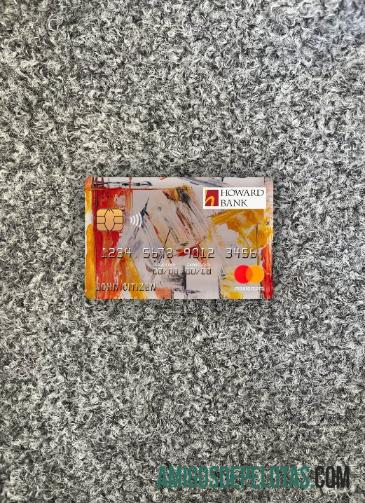 HOWARD
BANK
1234 5678 9012 3456
JOHN CITIZEN
mastercard
AMIGOSDEPELOTAS.COM